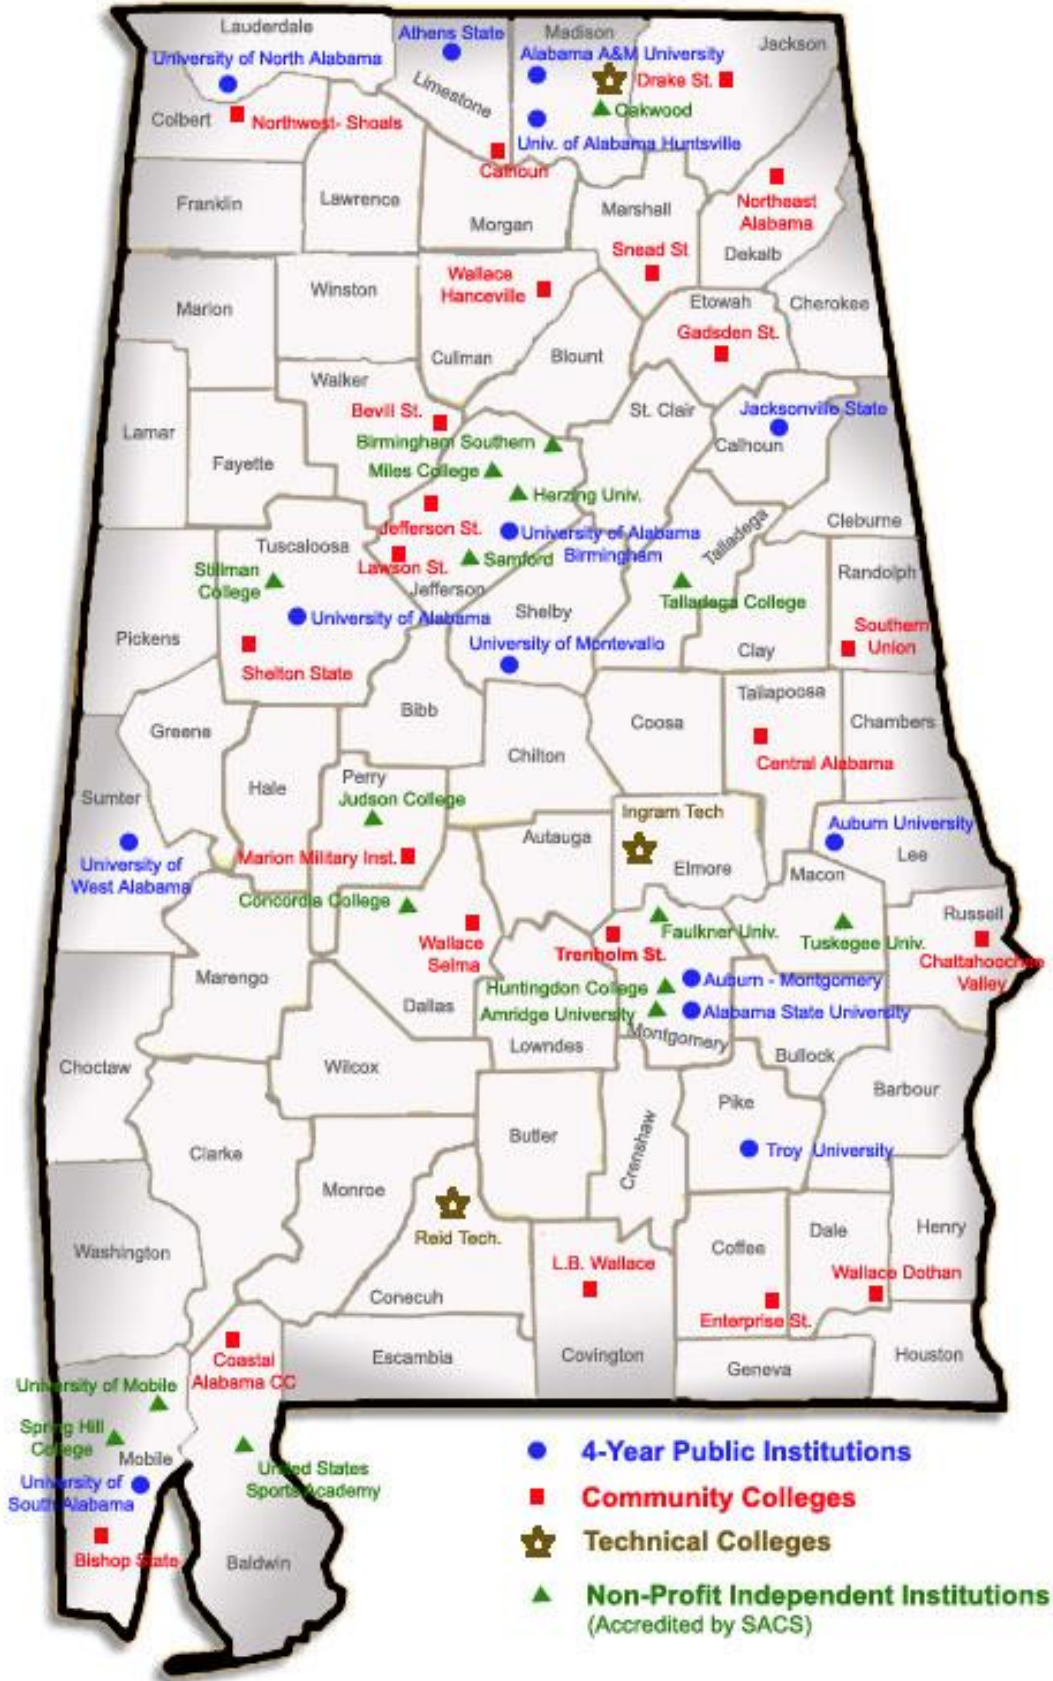 Lauderdale
Athens State
Madison
Jackson
University of North Alabama
Alabama A&M University
Limestone
Drake St.
Oakwood
Colbert
Northwest- Shoals
Univ. of Alabama Huntsville
Calhoun
Franklin
Lawrence
Morgan
Marshall
Northeast
Alabama
Snead St
Dekalb
Wallace
Hanceville
Winston
Marion
Etowah
Cherokee
Gadsden St.
Cullman
Blount
Walker
Bevill St.
St. Clair
Jacksonville State
Lamar
Birmingham Southern
Calhoun
Fayette
Miles College
Herzing Univ.
Jefferson St.
University of Alabama
Birmingham
Talladega
Cleburne
Tuscaloosa
Lawson St.
Samford
Stillman
College
Jefferson
Randolph
Talladega College
University of Alabama
Shelby
Pickens
University of Montevallo
Clay
Southern
Union
Shelton State
Bibb
Coosa
Tallapoosa
Chambers
Greene
Chilton
Central Alabama
Sumter
Hale
Perry
Judson College
Ingram Tech
Autauga
Auburn University
Lee
University of
West Alabama
Marion Military Inst.
Elmore
Macon
Concordia College
Russell
Wallace
Selma
Trenholm St.
Faulkner Univ.
Tuskegee Univ.
Chattahoochee
Valley
Marengo
Dallas
Huntingdon College
Auburn - Montgomery
Amridge University
Alabama State University
Montgomery
Lowndes
Bullock
Choctaw
Wilcox
Pike
Barbour
Clarke
Butler
Crenshaw
Troy University
Monroe
Reid Tech.
Washington
Coffee
Dale
Henry
L.B. Wallace
Wallace Dothan
Conecuh
Enterprise St.
Coastal
Alabama CC
Escambia
Covington
Geneva
Houston
University of Mobile
Spring Hill
College
Mobile
United States
Sports Academy
University of
South Alabama
Bishop State
Baldwin
4-Year Public Institutions
Community Colleges
Technical Colleges
Non-Profit Independent Institutions
(Accredited by SACS)